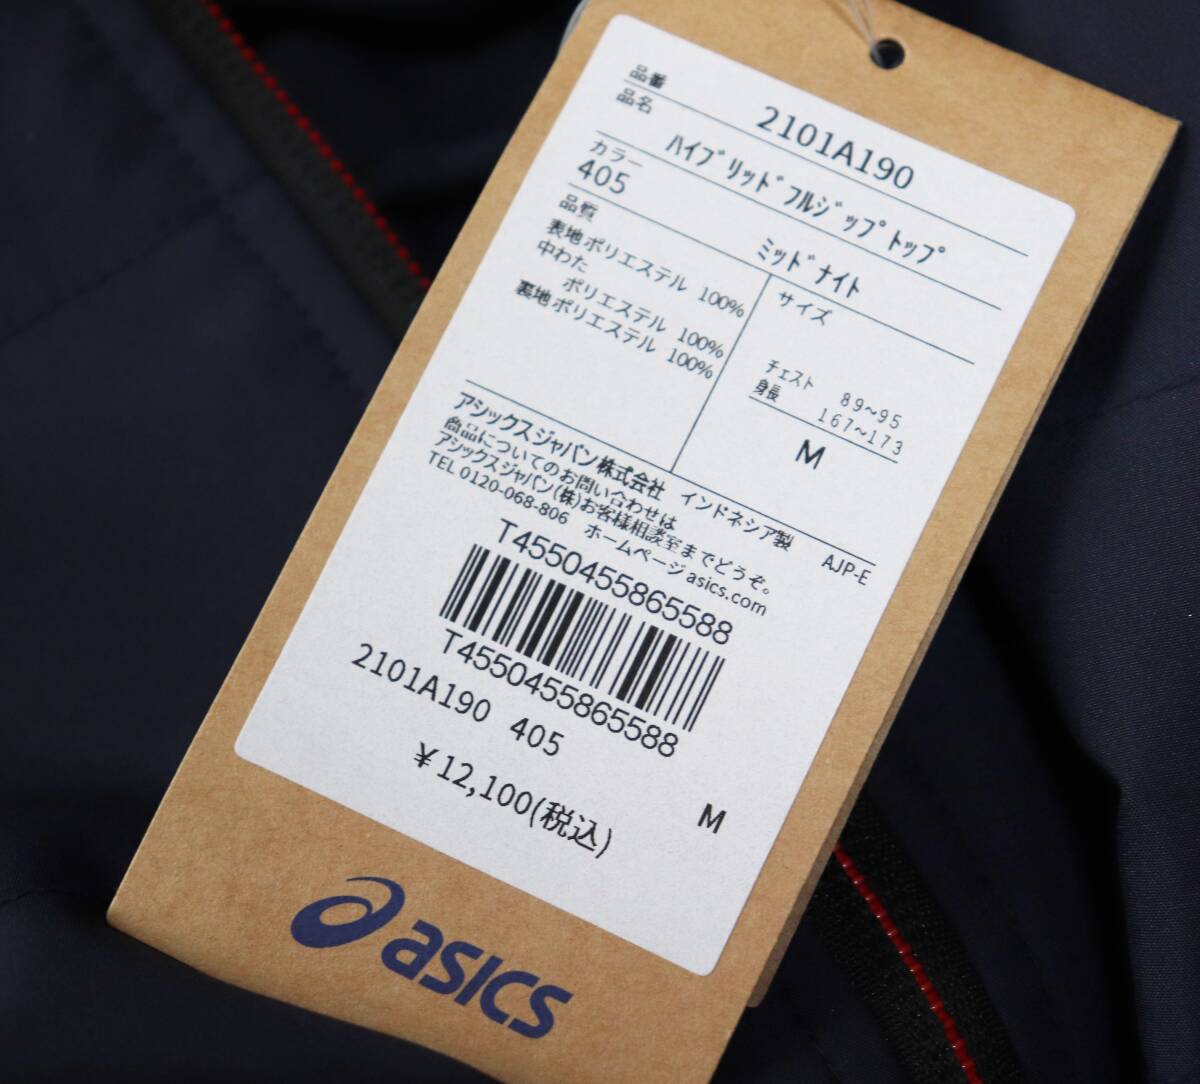 品番 2101A190
品名 ﾊｲﾌﾞﾘｯﾄﾞﾌﾙｼﾞｯﾌﾟﾄｯﾌﾟ
カラー
405 ﾐｯﾄﾞﾅｲﾄ
品質
表地 ポリエステル 100%
中わた
ポリエステル 100%
裏地 ポリエステル 100%
サイズ
チェスト 89～95
身長 167～173
M
アシックスジャパン株式会社 インドネシア製 AJP-E
商品についてのお問い合わせは
アシックスジャパン(株)お客様相談室までどうぞ。
TEL 0120-068-806 ホームページasics.com
T4550455865588
T4550455865588
2101A190 405 M
￥12,100(税込)
asics